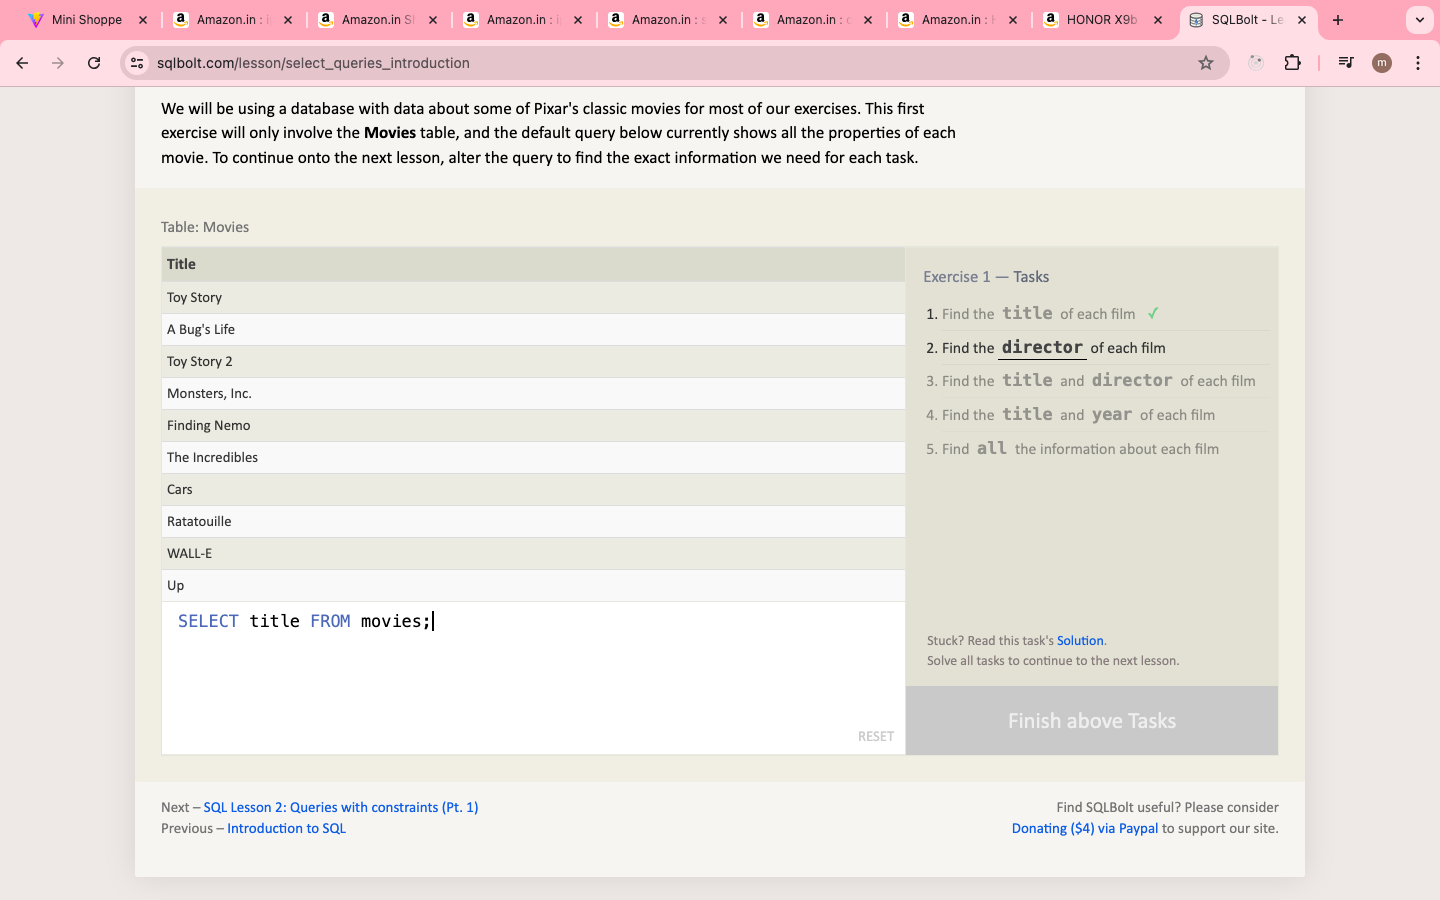 Mini Shoppe
Amazon.in :
Amazon.in
Amazon.in :
Amazon.in :
Amazon.in :
Amazon.in :
HONOR X9b
SQLBolt - Le
sqlbolt.com/lesson/select_queries_introduction
m
We will be using a database with data about some of Pixar's classic movies for most of our exercises. This first
exercise will only involve the Movies table, and the default query below currently shows all the properties of each
movie. To continue onto the next lesson, alter the query to find the exact information we need for each task.
Table: Movies
Title
Toy Story
A Bug's Life
Toy Story 2
Monsters, Inc.
Finding Nemo
The Incredibles
Cars
Ratatouille
WALL-E
Up
SELECT title FROM movies;
RESET
Exercise 1 — Tasks
1. Find the title of each film ✓
2. Find the director of each film
3. Find the title and director of each film
4. Find the title and year of each film
5. Find all the information about each film
Stuck? Read this task's Solution.
Solve all tasks to continue to the next lesson.
Finish above Tasks
Next – SQL Lesson 2: Queries with constraints (Pt. 1)
Previous – Introduction to SQL
Find SQLBolt useful? Please consider
Donating ($4) via Paypal to support our site.